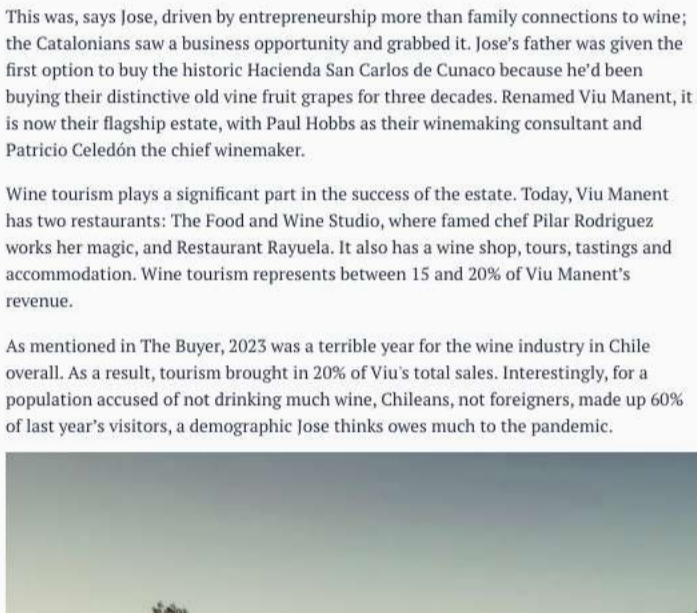 This was, says Jose, driven by entrepreneurship more than family connections to wine;
the Catalonians saw a business opportunity and grabbed it. Jose’s father was given the
first option to buy the historic Hacienda San Carlos de Cunaco because he’d been
buying their distinctive old vine fruit grapes for three decades. Renamed Viu Manent, it
is now their flagship estate, with Paul Hobbs as their winemaking consultant and
Patricio Celedón the chief winemaker.
Wine tourism plays a significant part in the success of the estate. Today, Viu Manent
has two restaurants: The Food and Wine Studio, where famed chef Pilar Rodriguez
works her magic, and Restaurant Rayuela. It also has a wine shop, tours, tastings and
accommodation. Wine tourism represents between 15 and 20% of Viu Manent’s
revenue.
As mentioned in The Buyer, 2023 was a terrible year for the wine industry in Chile
overall. As a result, tourism brought in 20% of Viu's total sales. Interestingly, for a
population accused of not drinking much wine, Chileans, not foreigners, made up 60%
of last year’s visitors, a demographic Jose thinks owes much to the pandemic.